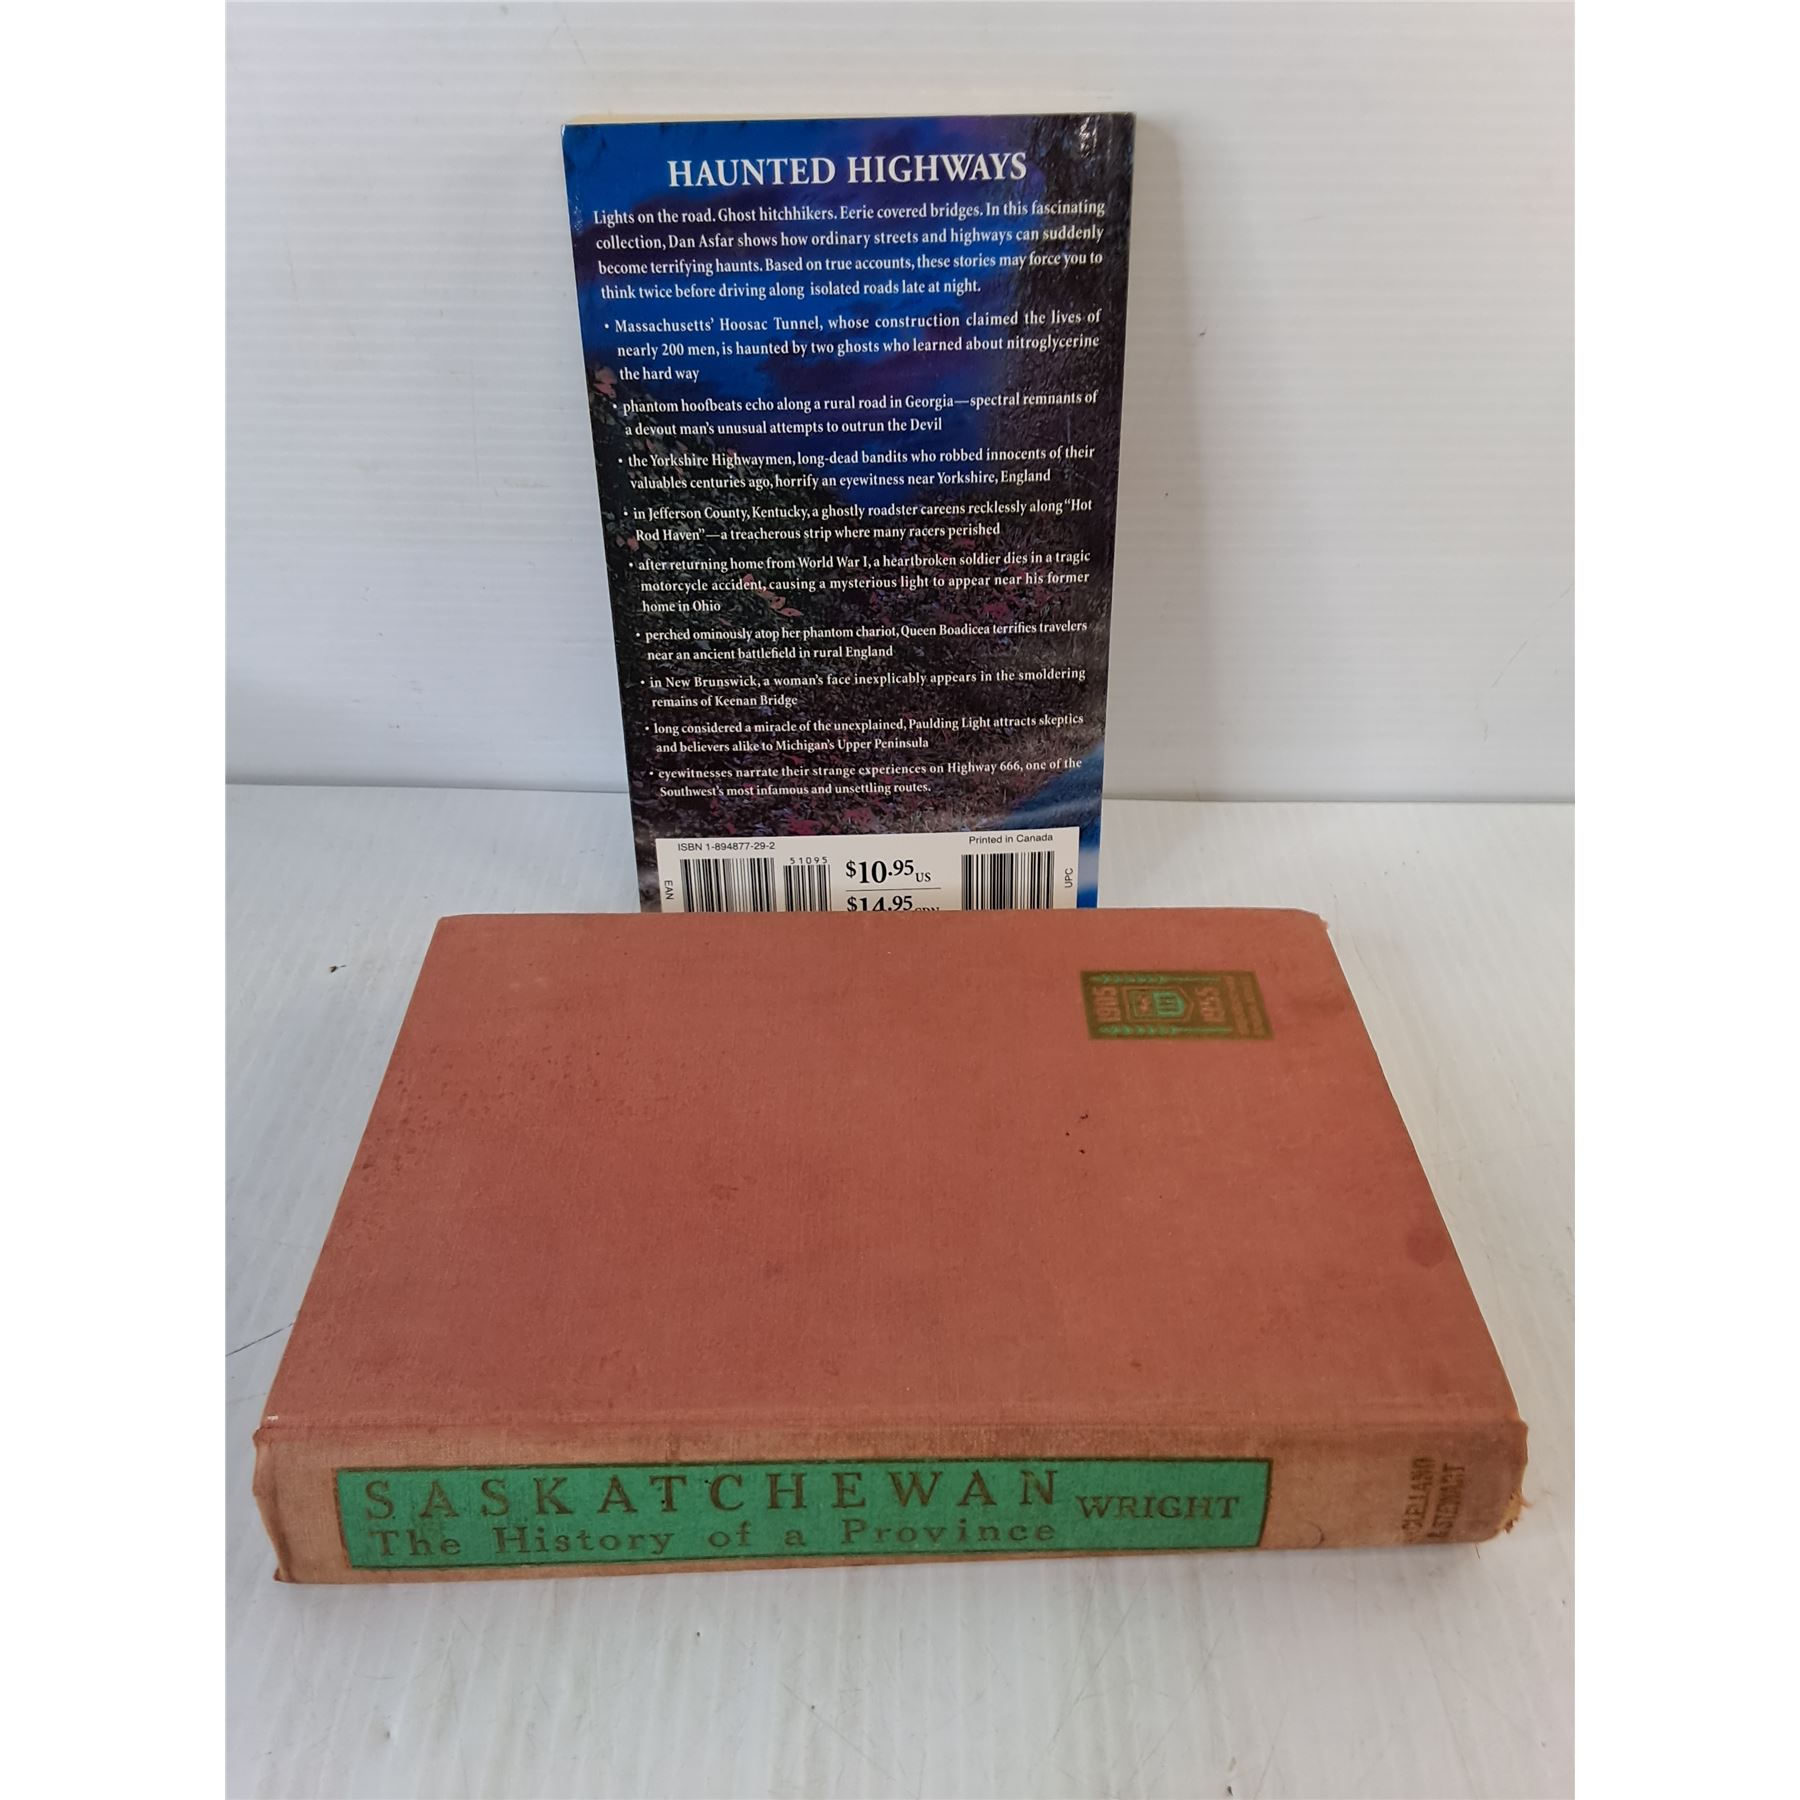 HAUNTED HIGHWAYS
Lights on the road. Ghost hitchhikers. Eerie covered bridges. In this fascinating
collection, Dan Asfar shows how ordinary streets and highways can suddenly
become terrifying haunts. Based on true accounts, these stories may force you to
think twice before driving along isolated roads late at night.
• Massachusetts' Hoosac Tunnel, whose construction claimed the lives of
nearly 200 men, is haunted by two ghosts who learned about nitroglycerine
the hard way
• phantom hoofbeats echo along a rural road in Georgia—spectral remnants of
a devout man's unusual attempts to outrun the Devil
• the Yorkshire Highwaymen, long-dead bandits who robbed innocents of their
valuables centuries ago, horrify an eyewitness near Yorkshire, England
• in Jefferson County, Kentucky, a ghostly roadster careens recklessly along "Hot
Rod Haven"—a treacherous strip where many racers perished
• after returning home from World War I, a heartbroken soldier dies in a tragic
motorcycle accident, causing a mysterious light to appear near his former
home in Ohio
• perched ominously atop her phantom chariot, Queen Boadicea terrifies travelers
near an ancient battlefield in rural England
• in New Brunswick, a woman's face inexplicably appears in the smoldering
remains of Keenan Bridge
• long considered a miracle of the unexplained, Paulding Light attracts skeptics
and believers alike to Michigan's Upper Peninsula
• eyewitnesses narrate their strange experiences on Highway 666, one of the
Southwest's most infamous and unsettling routes.
ISBN 1-894877-29-2
Printed in Canada
51095
EAN
$10.95 US
UPC
$14.95 CDN
1905
1955
SASKATCHEWAN
The History of a Province
WRIGHT
CLELLAND
& STEWART